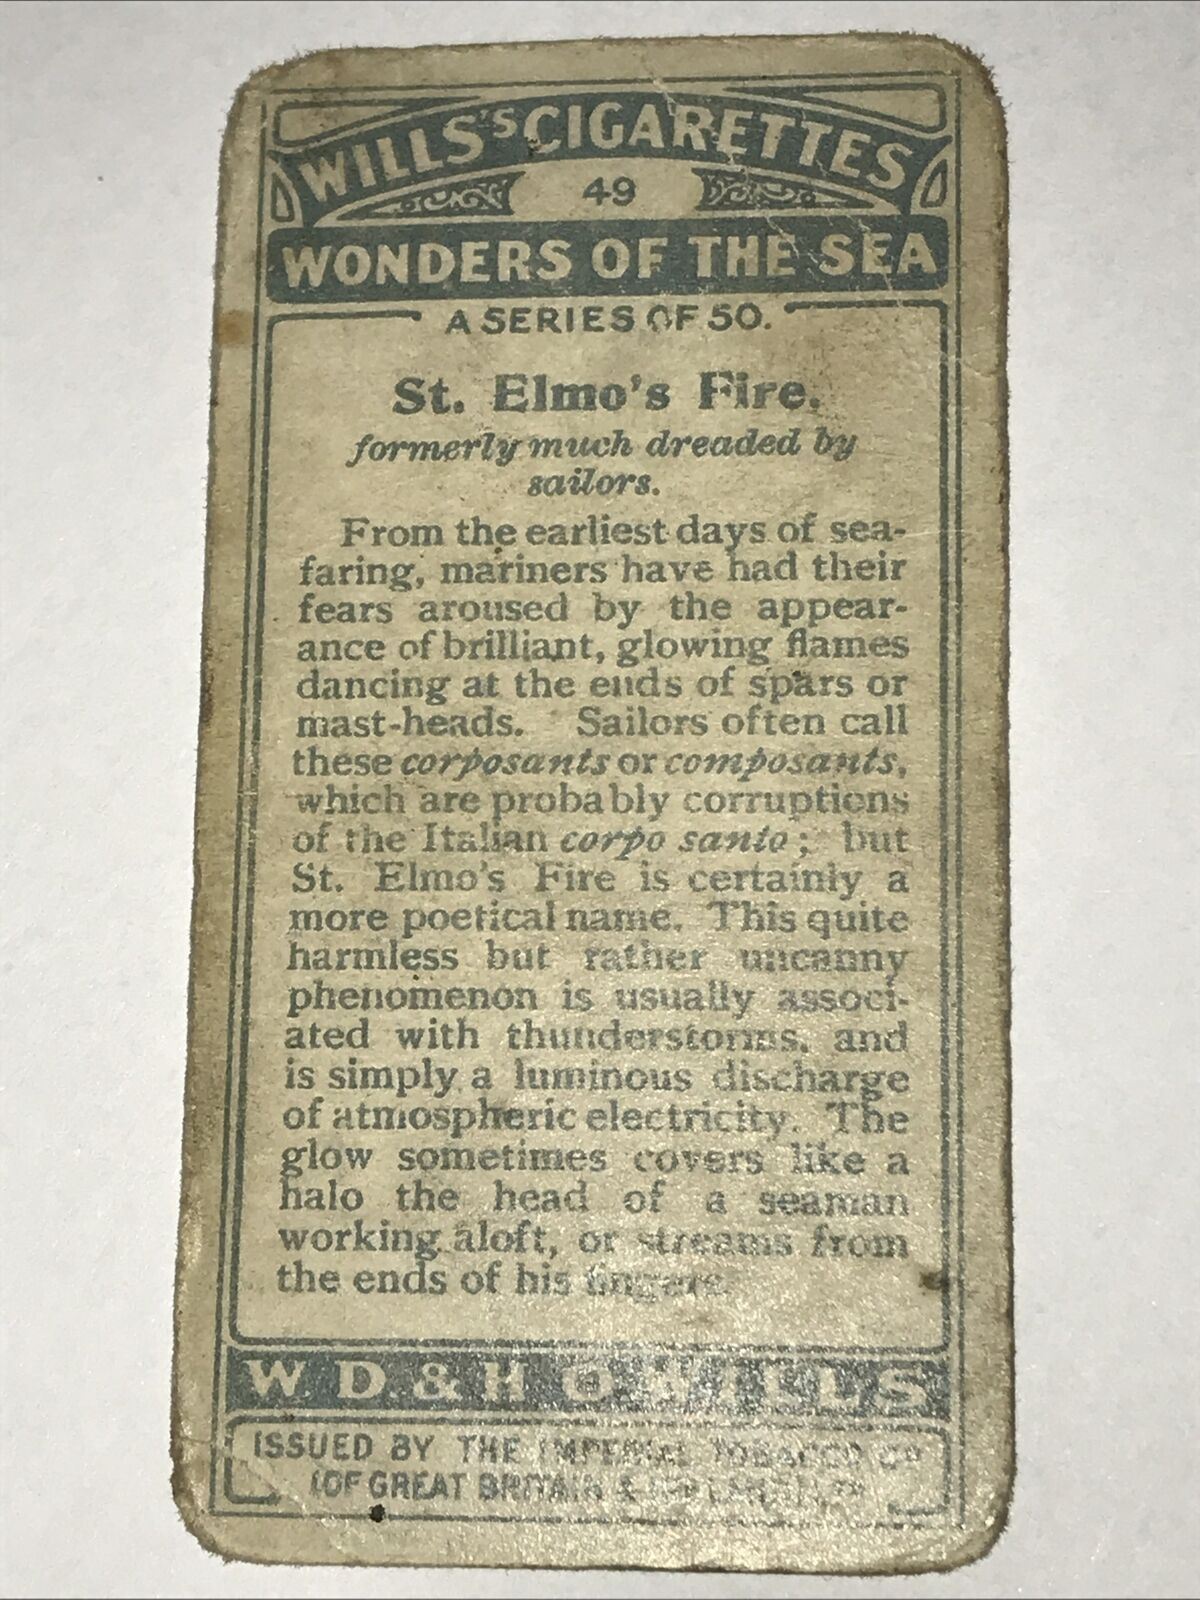 WILLS'S CIGARETTES
49
WONDERS OF THE SEA
A SERIES OF 50.
St. Elmo's Fire.
formerly much dreaded by
sailors.
From the earliest days of sea-
faring, mariners have had their
fears aroused by the appear-
ance of brilliant, glowing flames
dancing at the ends of spars or
mast-heads. Sailors often call
these corposants or composants,
which are probably corruptions
of the Italian corpo santo; but
St. Elmo's Fire is certainly a
more poetical name. This quite
harmless but rather uncanny
phenomenon is usually associ-
ated with thunderstorms, and
is simply a luminous discharge
of atmospheric electricity. The
glow sometimes covers like a
halo the head of a seaman
working aloft, or streams from
the ends of his fingers.
W D & H O WILLS
ISSUED BY THE IMPERIAL TOBACCO CO
(OF GREAT BRITAIN & IRELAND), LTD